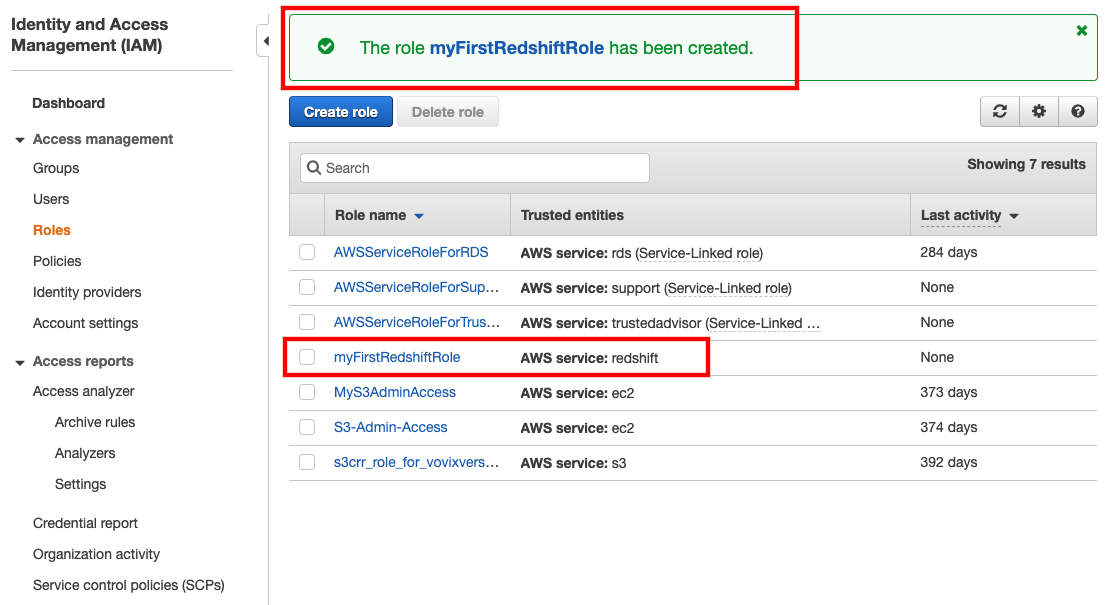 Identity and Access
Management (IAM)
Dashboard
Access management
Groups
Users
Roles
Policies
Identity providers
Account settings
Access reports
Access analyzer
Archive rules
Analyzers
Settings
Credential report
Organization activity
Service control policies (SCPs)
The role myFirstRedshiftRole has been created.
Create role Delete role
Search Showing 7 results
Role name Trusted entities Last activity
AWSServiceRoleForRDS AWS service: rds (Service-Linked role) 284 days
AWSServiceRoleForSup... AWS service: support (Service-Linked role) None
AWSServiceRoleForTrus... AWS service: trustedadvisor (Service-Linked ... None
myFirstRedshiftRole AWS service: redshift None
MyS3AdminAccess AWS service: ec2 373 days
S3-Admin-Access AWS service: ec2 374 days
s3crr_role_for_vovixvers... AWS service: s3 392 days